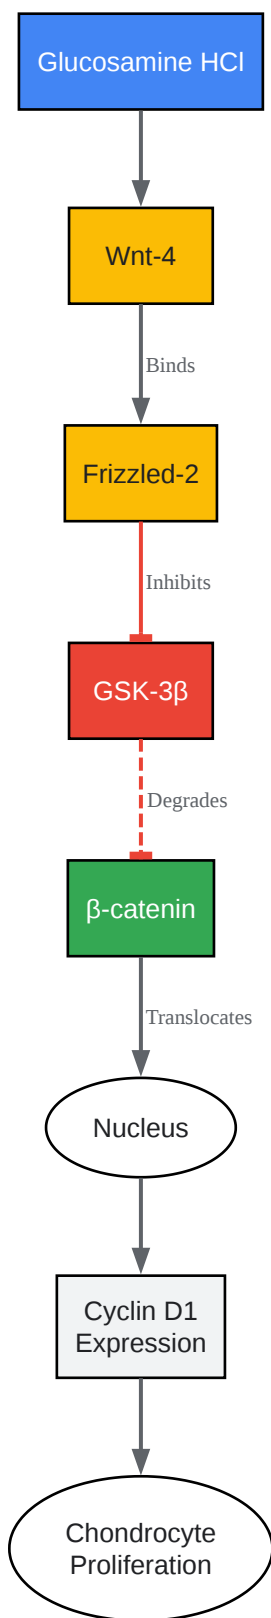 Glucosamine HCl
Wnt-4
Binds
Frizzled-2
Inhibits
GSK-3β
Degrades
β-catenin
Translocates
Nucleus
Cyclin D1
Expression
Chondrocyte
Proliferation